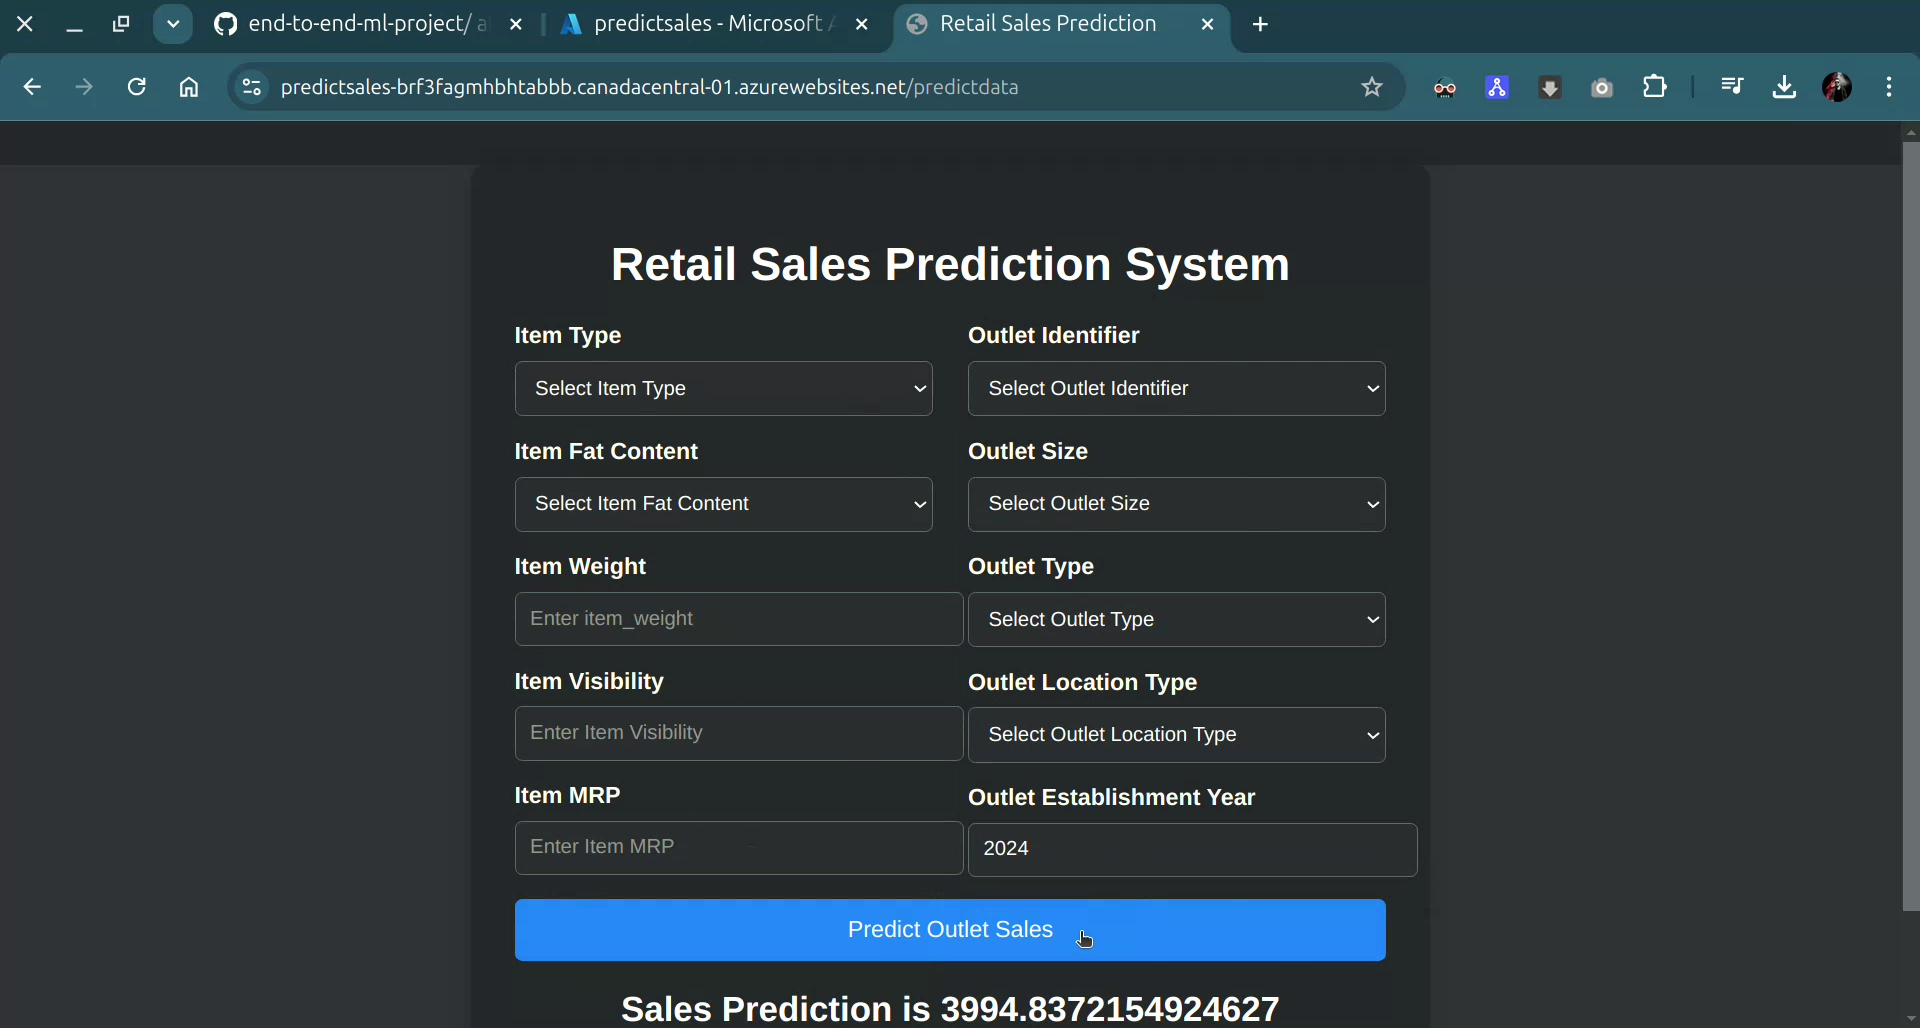 end-to-end-ml-project/
predictsales - Microsoft
Retail Sales Prediction
predictsales-brf3fagmhbhtabbb.canadacentral-01.azurewebsites.net/predictdata
Retail Sales Prediction System
Item Type
Outlet Identifier
Select Item Type
Select Outlet Identifier
Item Fat Content
Outlet Size
Select Item Fat Content
Select Outlet Size
Item Weight
Outlet Type
Enter item_weight
Select Outlet Type
Item Visibility
Outlet Location Type
Enter Item Visibility
Select Outlet Location Type
Item MRP
Outlet Establishment Year
Enter Item MRP
2024
Predict Outlet Sales
Sales Prediction is 3994.8372154924627